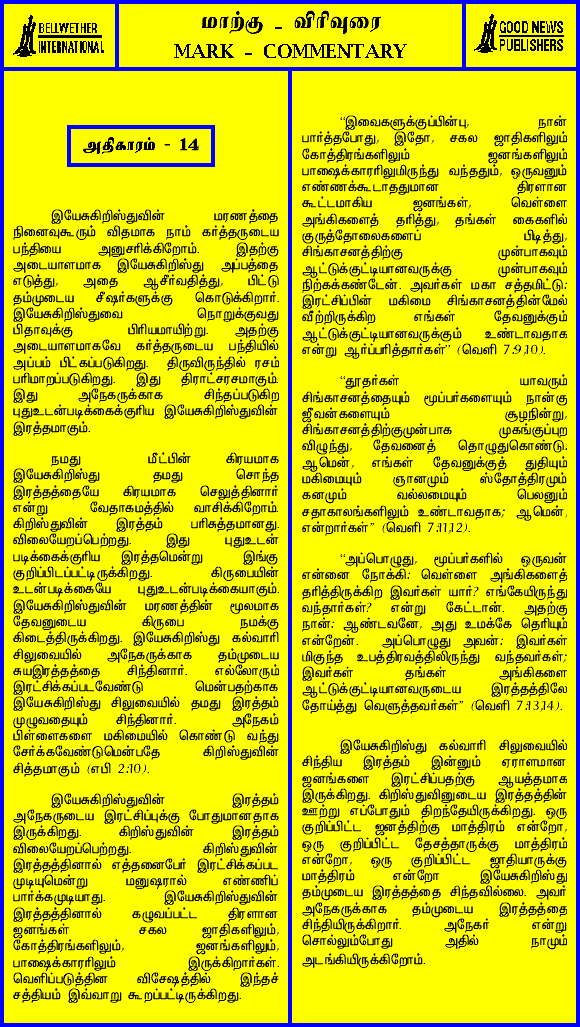 BELLWETHER
INTERNATIONAL
மாற்கு - விரிவுரை
MARK - COMMENTARY
GOOD NEWS
PUBLISHERS
அதிகாரம் - 14
இயேசுகிறிஸ்துவின் மரணத்தை
நினைவுகூரும் விதமாக நாம் கர்த்தருடைய
பந்தியை அனுசரிக்கிறோம். இதற்கு
அடையாளமாக இயேசுகிறிஸ்து அப்பத்தை
எடுத்து, அதை ஆசீர்வதித்து, பிட்டு
தம்முடைய சீஷர்களுக்கு கொடுக்கிறார்.
இயேசுகிறிஸ்துவை நொறுக்குவது
பிதாவுக்கு பிரியமாயிற்று. அதற்கு
அடையாளமாகவே கர்த்தருடைய பந்தியில்
அப்பம் பிட்கப்படுகிறது. திருவிருந்தில் ரசம்
பரிமாறப்படுகிறது. இது திராட்சரசமாகும்.
இது அநேகருக்காக சிந்தப்படுகிற
புதுஉடன்படிக்கைக்குரிய இயேசுகிறிஸ்துவின்
இரத்தமாகும்.
நமது மீட்பின் கிரயமாக
இயேசுகிறிஸ்து தமது சொந்த
இரத்தத்தையே கிரயமாக செலுத்தினார்
என்று வேதாகமத்தில் வாசிக்கிறோம்.
கிறிஸ்துவின் இரத்தம் பரிசுத்தமானது.
விலையேறப்பெற்றது. இது புதுஉடன்
படிக்கைக்குரிய இரத்தமென்று இங்கு
குறிப்பிடப்பட்டிருக்கிறது. கிருபையின்
உடன்படிக்கையே புதுஉடன்படிக்கையாகும்.
இயேசுகிறிஸ்துவின் மரணத்தின் மூலமாக
தேவனுடைய கிருபை நமக்கு
கிடைத்திருக்கிறது. இயேசுகிறிஸ்து கல்வாரி
சிலுவையில் அநேகருக்காக தம்முடைய
சுயஇரத்தத்தை சிந்தினார். எல்லோரும்
இரட்சிக்கப்படவேண்டு மென்பதற்காக
இயேசுகிறிஸ்து சிலுவையில் தமது இரத்தம்
முழுவதையும் சிந்தினார். அநேகம்
பிள்ளைகளை மகிமையில் கொண்டு வந்து
சேர்க்கவேண்டுமென்பதே கிறிஸ்துவின்
சித்தமாகும் (எபி 2:10).
இயேசுகிறிஸ்துவின் இரத்தம்
அநேகருடைய இரட்சிப்புக்கு போதுமானதாக
இருக்கிறது. கிறிஸ்துவின் இரத்தம்
விலையேறப்பெற்றது. கிறிஸ்துவின்
இரத்தத்தினால் எத்தனைபேர் இரட்சிக்கப்பட
முடியுமென்று மனுஷரால் எண்ணிப்
பார்க்கமுடியாது. இயேசுகிறிஸ்துவின்
இரத்தத்தினால் கழுவப்பட்ட திரளான
ஜனங்கள் சகல ஜாதிகளிலும்,
கோத்திரங்களிலும், ஜனங்களிலும்,
பாஷைக்காரரிலும் இருக்கிறார்கள்.
வெளிப்படுத்தின விசேஷத்தில் இந்தச்
சத்தியம் இவ்வாறு கூறப்பட்டிருக்கிறது.
“இவைகளுக்குப்பின்பு, நான்
பார்த்தபோது, இதோ, சகல ஜாதிகளிலும்
கோத்திரங்களிலும் ஜனங்களிலும்
பாஷைக்காரரிலுமிருந்து வந்ததும், ஒருவனும்
எண்ணக்கூடாததுமான திரளான
கூட்டமாகிய ஜனங்கள், வெள்ளை
அங்கிகளைத் தரித்து, தங்கள் கைகளில்
குருத்தோலைகளைப் பிடித்து,
சிங்காசனத்திற்கு முன்பாகவும்
ஆட்டுக்குட்டியானவருக்கு முன்பாகவும்
நிற்கக்கண்டேன். அவர்கள் மகா சத்தமிட்டு:
இரட்சிப்பின் மகிமை சிங்காசனத்தின்மேல்
வீற்றிருக்கிற எங்கள் தேவனுக்கும்
ஆட்டுக்குட்டியானவருக்கும் உண்டாவதாக
என்று ஆர்ப்பரித்தார்கள்” (வெளி 7:9,10).
“தூதர்கள் யாவரும்
சிங்காசனத்தையும் மூப்பர்களையும் நான்கு
ஜீவன்களையும் சூழநின்று,
சிங்காசனத்திற்குமுன்பாக முகங்குப்புற
விழுந்து, தேவனைத் தொழுதுகொண்டு:
ஆமென், எங்கள் தேவனுக்குத் துதியும்
மகிமையும் ஞானமும் ஸ்தோத்திரமும்
கனமும் வல்லமையும் பெலனும்
சதாகாலங்களிலும் உண்டாவதாக; ஆமென்,
என்றார்கள்” (வெளி 7:11,12).
“அப்பொழுது, மூப்பர்களில் ஒருவன்
என்னை நோக்கி: வெள்ளை அங்கிகளைத்
தரித்திருக்கிற இவர்கள் யார்? எங்கேயிருந்து
வந்தார்கள்? என்று கேட்டான். அதற்கு
நான்: ஆண்டவனே, அது உமக்கே தெரியும்
என்றேன். அப்பொழுது அவன்: இவர்கள்
மிகுந்த உபத்திரவத்திலிருந்து வந்தவர்கள்;
இவர்கள் தங்கள் அங்கிகளை
ஆட்டுக்குட்டியானவருடைய இரத்தத்திலே
தோய்த்து வெளுத்தவர்கள்” (வெளி 7:13,14).
இயேசுகிறிஸ்து கல்வாரி சிலுவையில்
சிந்திய இரத்தம் இன்னும் ஏராளமான
ஜனங்களை இரட்சிப்பதற்கு ஆயத்தமாக
இருக்கிறது. கிறிஸ்துவினுடைய இரத்தத்தின்
ஊற்று எப்போதும் திறந்தேயிருக்கிறது. ஒரு
குறிப்பிட்ட ஜனத்திற்கு மாத்திரம் என்றோ,
ஒரு குறிப்பிட்ட தேசத்தாருக்கு மாத்திரம்
என்றோ, ஒரு குறிப்பிட்ட ஜாதியாருக்கு
மாத்திரம் என்றோ இயேசுகிறிஸ்து
தம்முடைய இரத்தத்தை சிந்தவில்லை. அவர்
அநேகருக்காக தம்முடைய இரத்தத்தை
சிந்தியிருக்கிறார். அநேகர் என்று
சொல்லும்போது அதில் நாமும்
அடங்கியிருக்கிறோம்.